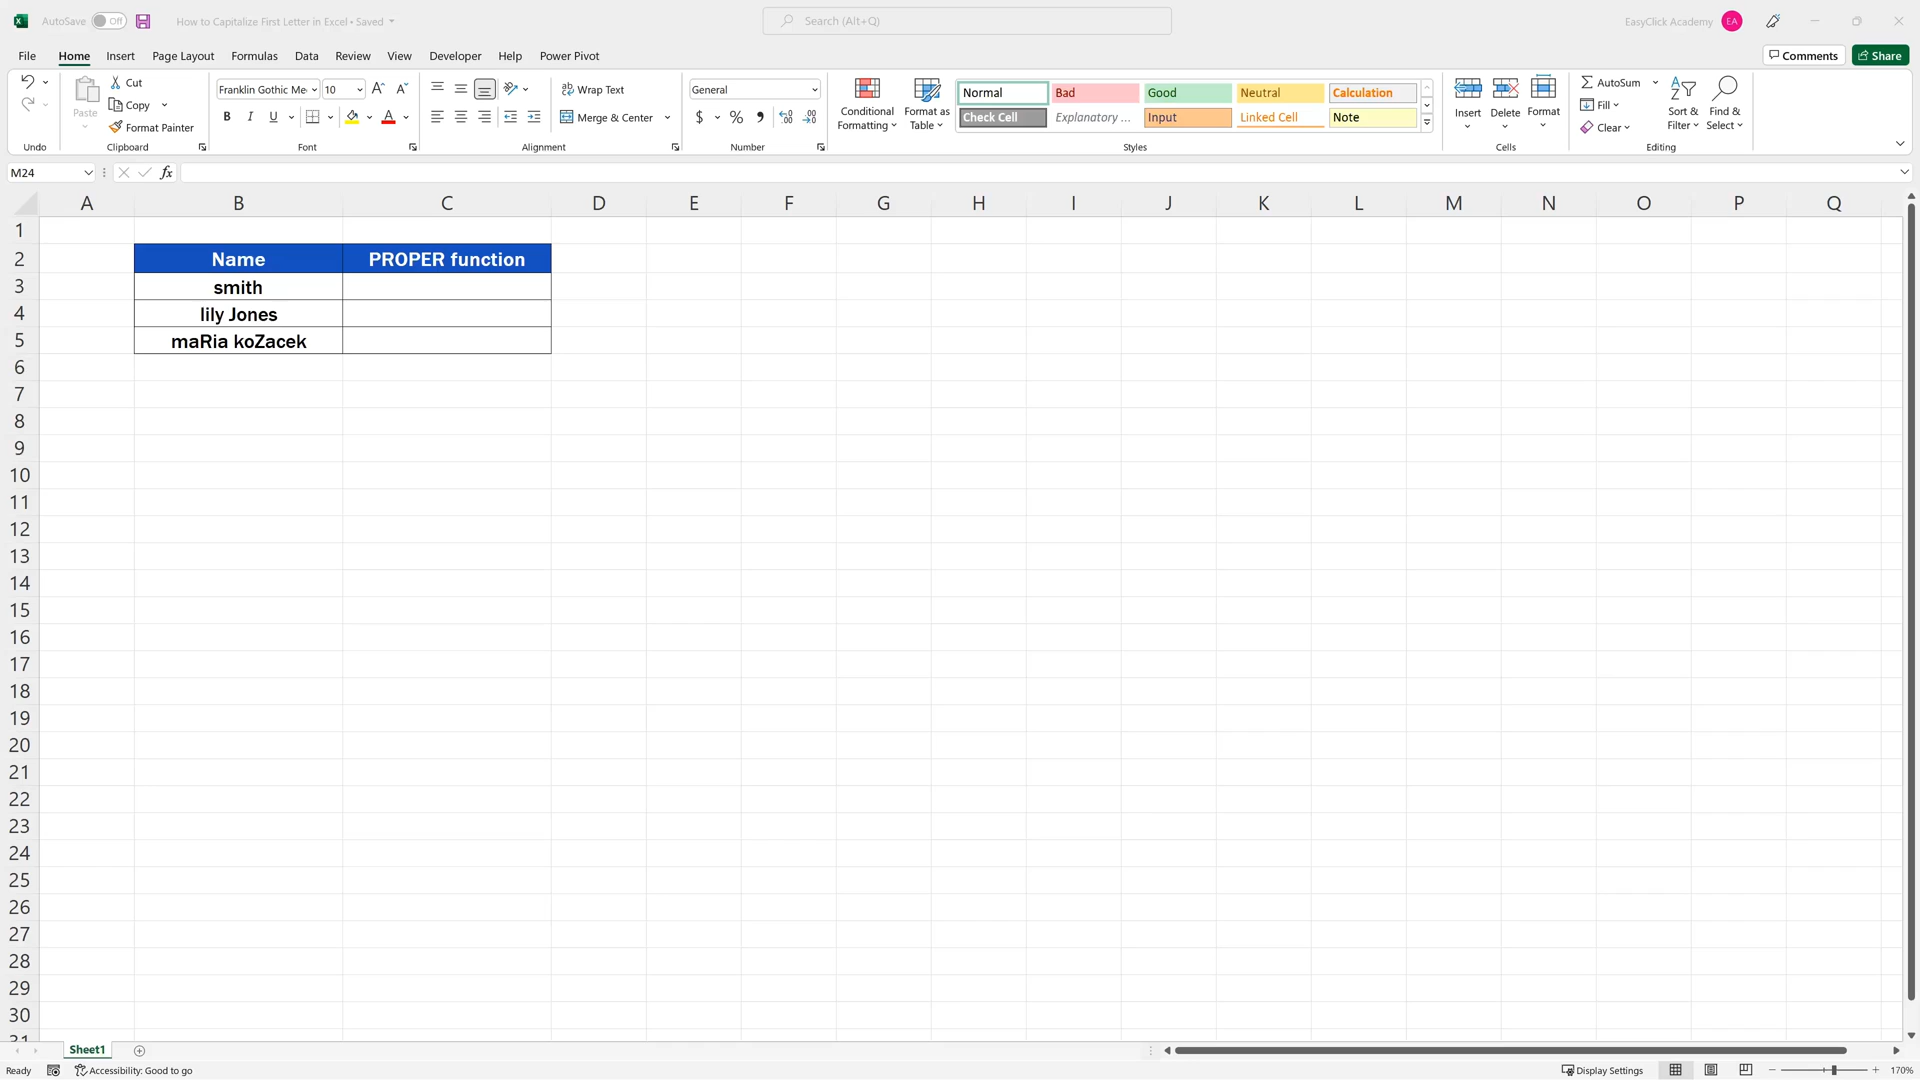 AutoSave Off How to Capitalize First Letter in Excel • Saved Search (Alt+Q) EasyClick Academy EA
File Home Insert Page Layout Formulas Data Review View Developer Help Power Pivot Comments Share
Cut
Copy
Format Painter
Paste
Undo
Clipboard
Franklin Gothic Me 10
B I U A
Font
Wrap Text
Merge & Center
Alignment
General
$ % 9
Number
Conditional Formatting
Format as Table
Normal Bad Good Neutral Calculation
Check Cell Explanatory ... Input Linked Cell Note
Styles
Insert Delete Format
Cells
AutoSum
Fill
Clear
Sort & Filter
Find & Select
Editing
M24 fx
A B C D E F G H I J K L M N O P Q
1
2 Name PROPER function
3 smith
4 lily Jones
5 maRia koZacek
6
7
8
9
10
11
12
13
14
15
16
17
18
19
20
21
22
23
24
25
26
27
28
29
30
31
Sheet1
Ready Accessibility: Good to go Display Settings 170%